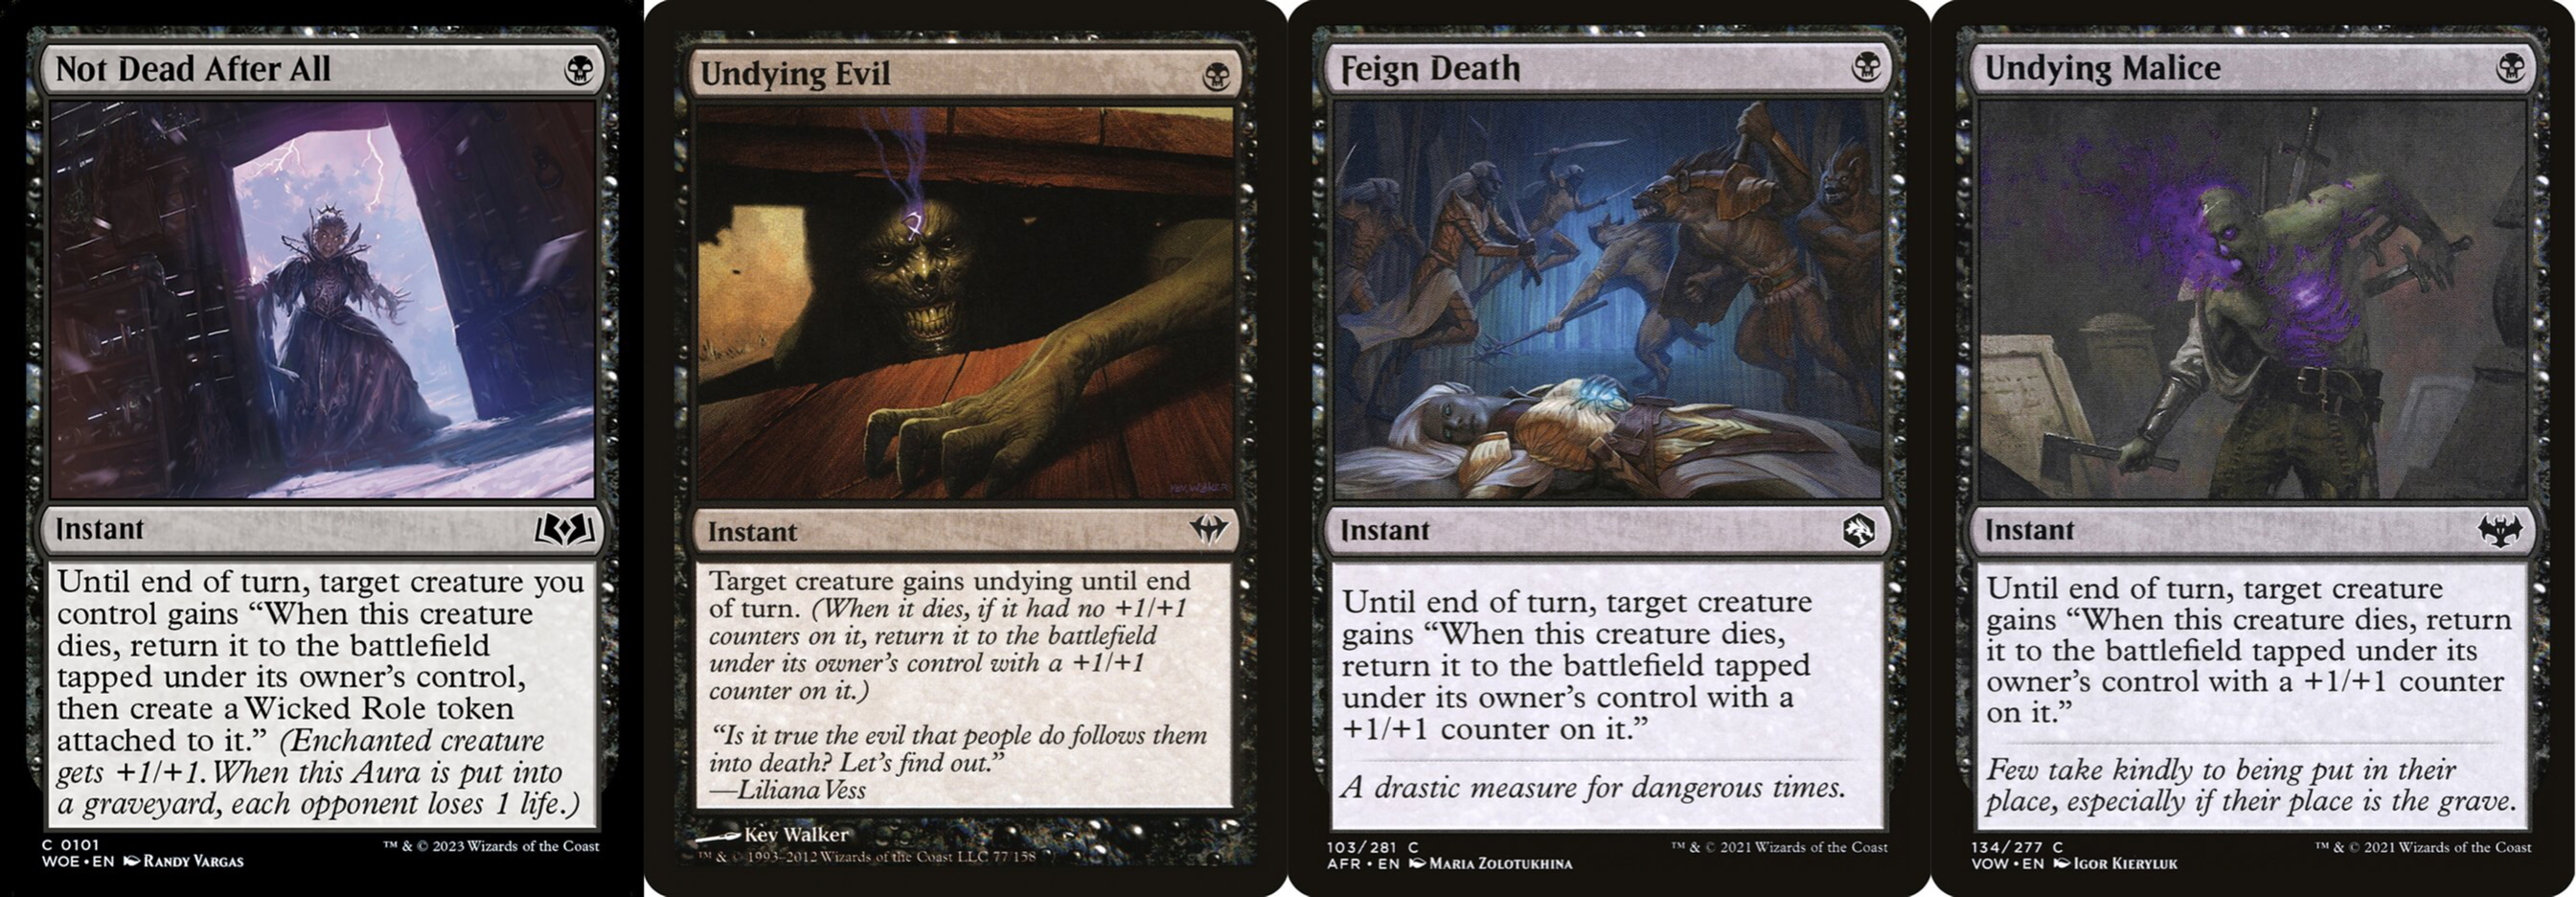 Not Dead After All
Instant
Until end of turn, target creature you
control gains “When this creature
dies, return it to the battlefield
tapped under its owner’s control,
then create a Wicked Role token
attached to it.” (Enchanted creature
gets +1/+1. When this Aura is put into
a graveyard, each opponent loses 1 life.)
C 0101
WOE • EN RANDY VARGAS
™ & © 2023 Wizards of the Coast
Undying Evil
KEV WALKER
Instant
Target creature gains undying until end
of turn. (When it dies, if it had no +1/+1
counters on it, return it to the battlefield
under its owner’s control with a +1/+1
counter on it.)
“Is it true the evil that people do follows them
into death? Let’s find out.”
—Liliana Vess
Kev Walker
™ & © 1993–2012 Wizards of the Coast LLC 77/158
Feign Death
Instant
Until end of turn, target creature
gains “When this creature dies,
return it to the battlefield tapped
under its owner’s control with a
+1/+1 counter on it.”
A drastic measure for dangerous times.
103/281 C
AFR • EN MARIA ZOLOTUKHINA
™ & © 2021 Wizards of the Coast
Undying Malice
Instant
Until end of turn, target creature
gains “When this creature dies, return
it to the battlefield tapped under its
owner’s control with a +1/+1 counter
on it.”
Few take kindly to being put in their
place, especially if their place is the grave.
134/277 C
VOW • EN IGOR KIERYLUK
™ & © 2021 Wizards of the Coast